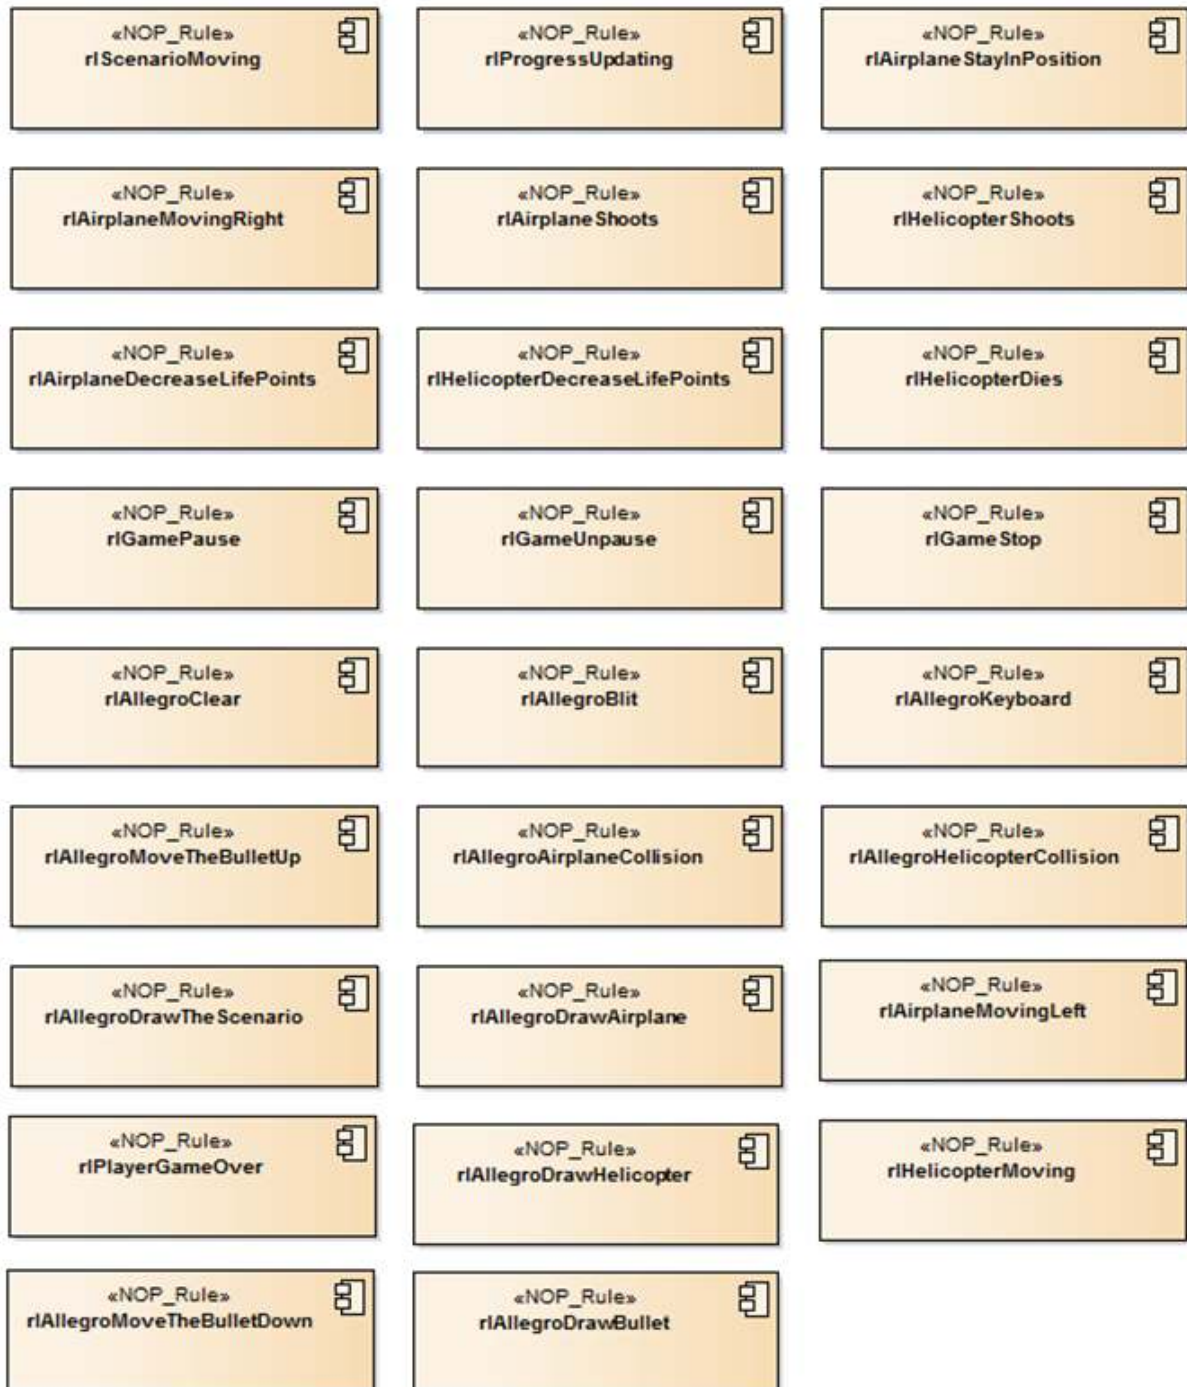 «NOP_Rule»
rlScenarioMoving
«NOP_Rule»
rlProgressUpdating
«NOP_Rule»
rlAirplaneStayInPosition
«NOP_Rule»
rlAirplaneMovingRight
«NOP_Rule»
rlAirplaneShoots
«NOP_Rule»
rlHelicopterShoots
«NOP_Rule»
rlAirplaneDecreaseLifePoints
«NOP_Rule»
rlHelicopterDecreaseLifePoints
«NOP_Rule»
rlHelicopterDies
«NOP_Rule»
rlGamePause
«NOP_Rule»
rlGameUnpause
«NOP_Rule»
rlGameStop
«NOP_Rule»
rlAllegroClear
«NOP_Rule»
rlAllegroBlit
«NOP_Rule»
rlAllegroKeyboard
«NOP_Rule»
rlAllegroMoveTheBulletUp
«NOP_Rule»
rlAllegroAirplaneCollision
«NOP_Rule»
rlAllegroHelicopterCollision
«NOP_Rule»
rlAllegroDrawTheScenario
«NOP_Rule»
rlAllegroDrawAirplane
«NOP_Rule»
rlAirplaneMovingLeft
«NOP_Rule»
rlPlayerGameOver
«NOP_Rule»
rlAllegroDrawHelicopter
«NOP_Rule»
rlHelicopterMoving
«NOP_Rule»
rlAllegroMoveTheBulletDown
«NOP_Rule»
rlAllegroDrawBullet